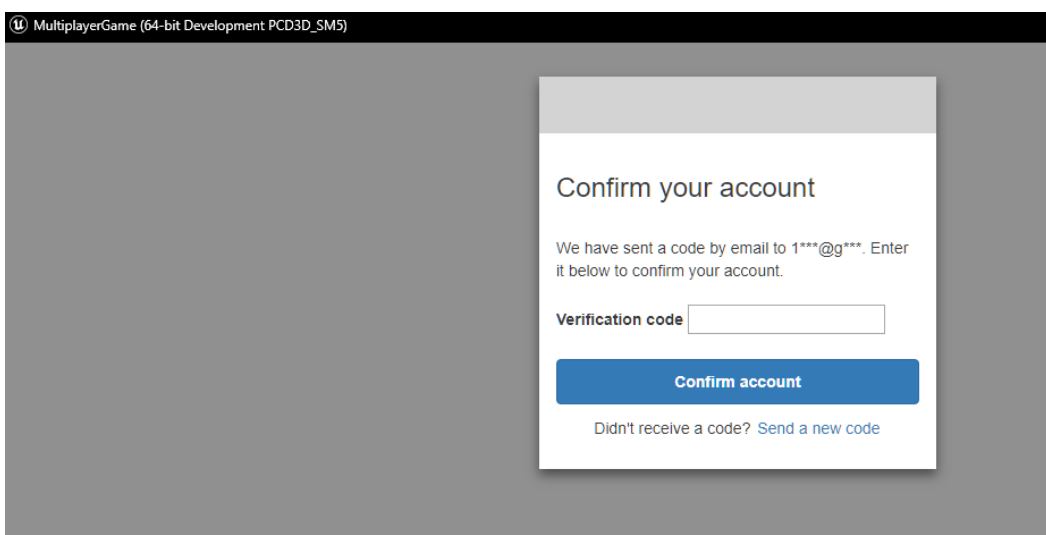 MultiplayerGame (64-bit Development PCD3D_SM5)
Confirm your account
We have sent a code by email to 1***@g***. Enter
it below to confirm your account.
Verification code
Confirm account
Didn't receive a code? Send a new code